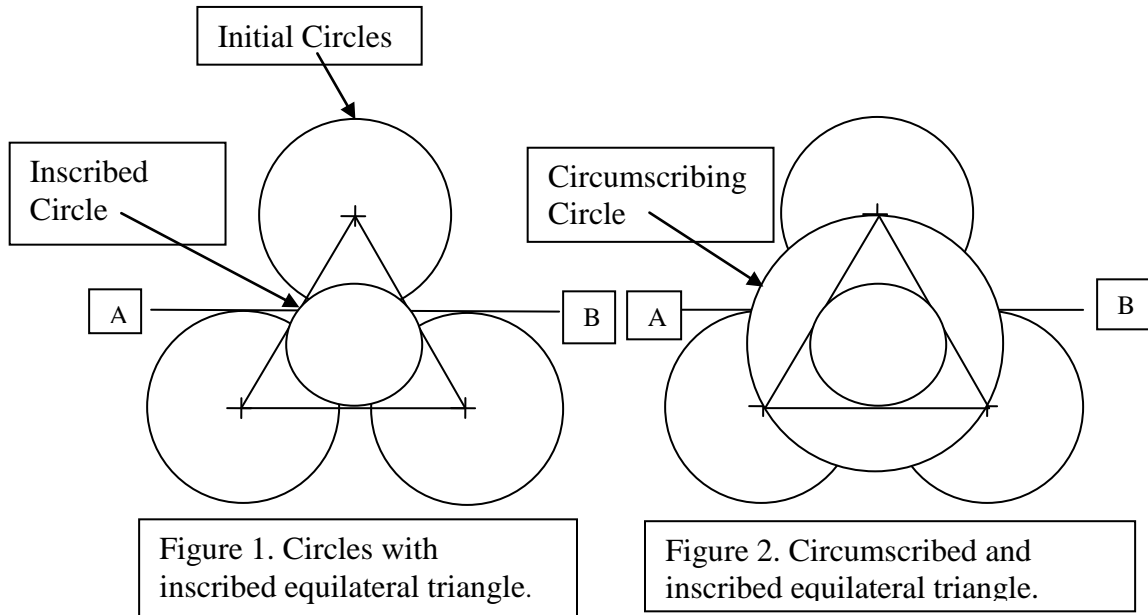 Initial Circles
Inscribed
Circle
Circumscribing
Circle
A
B
A
B
Figure 1. Circles with
inscribed equilateral triangle.
Figure 2. Circumscribed and
inscribed equilateral triangle.